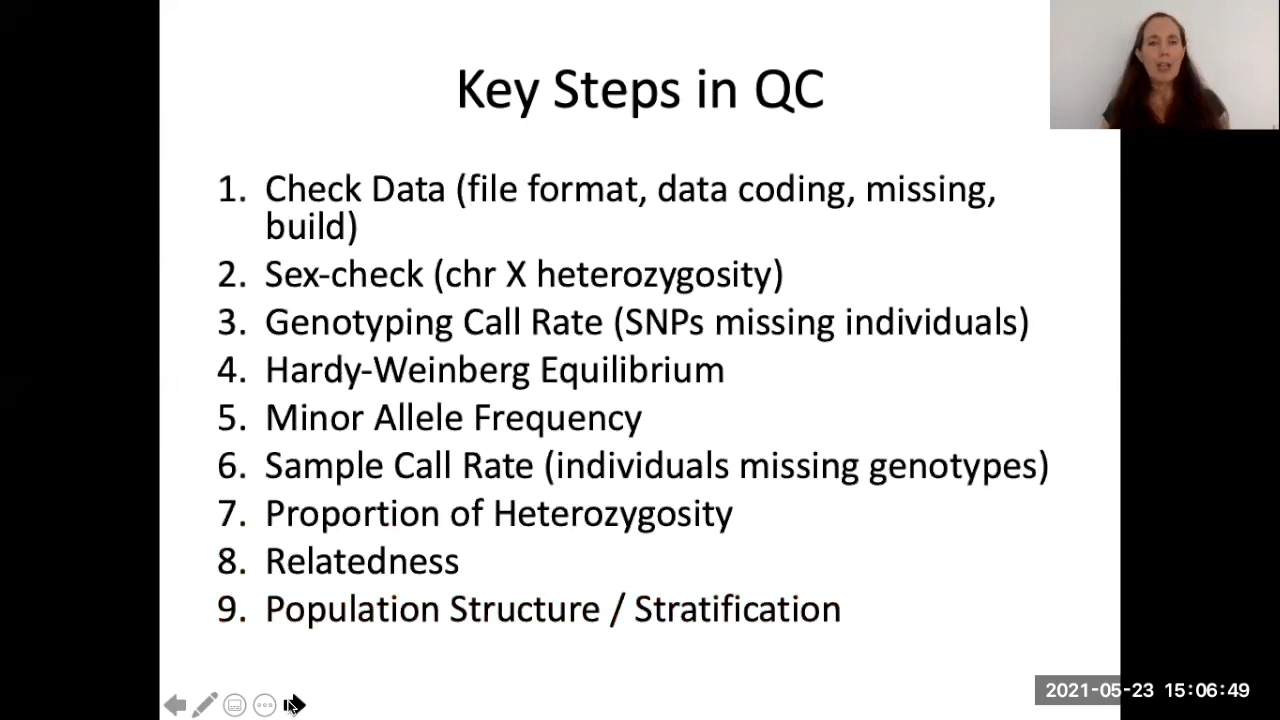 Key Steps in QC
1. Check Data (file format, data coding, missing,
build)
2. Sex-check (chr X heterozygosity)
3. Genotyping Call Rate (SNPs missing individuals)
4. Hardy-Weinberg Equilibrium
5. Minor Allele Frequency
6. Sample Call Rate (individuals missing genotypes)
7. Proportion of Heterozygosity
8. Relatedness
9. Population Structure / Stratification
2021-05-23 15:06:49